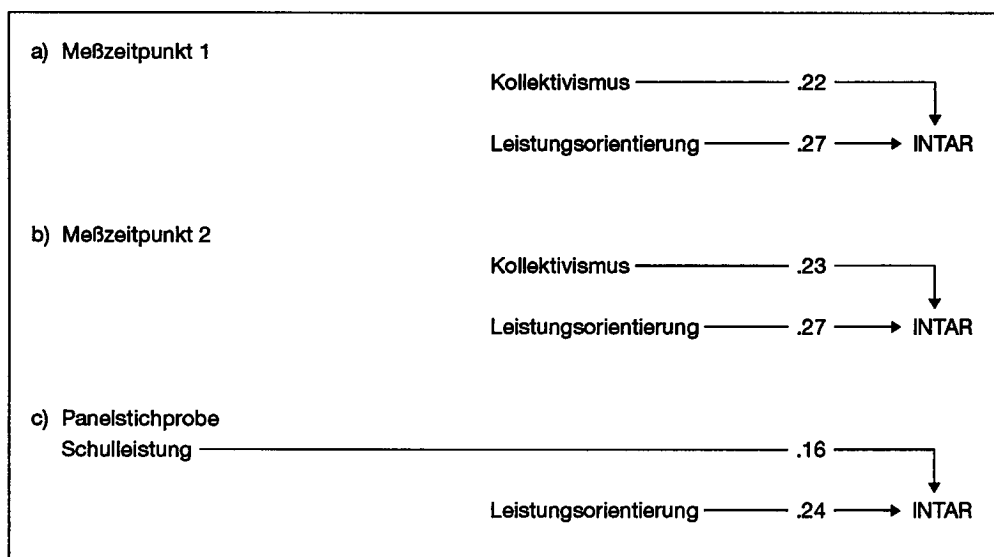 a) Meßzeitpunkt 1
Kollektivismus .22
Leistungsorientierung .27 INTAR
b) Meßzeitpunkt 2
Kollektivismus .23
Leistungsorientierung .27 INTAR
c) Panelstichprobe
Schulleistung .16
Leistungsorientierung .24 INTAR